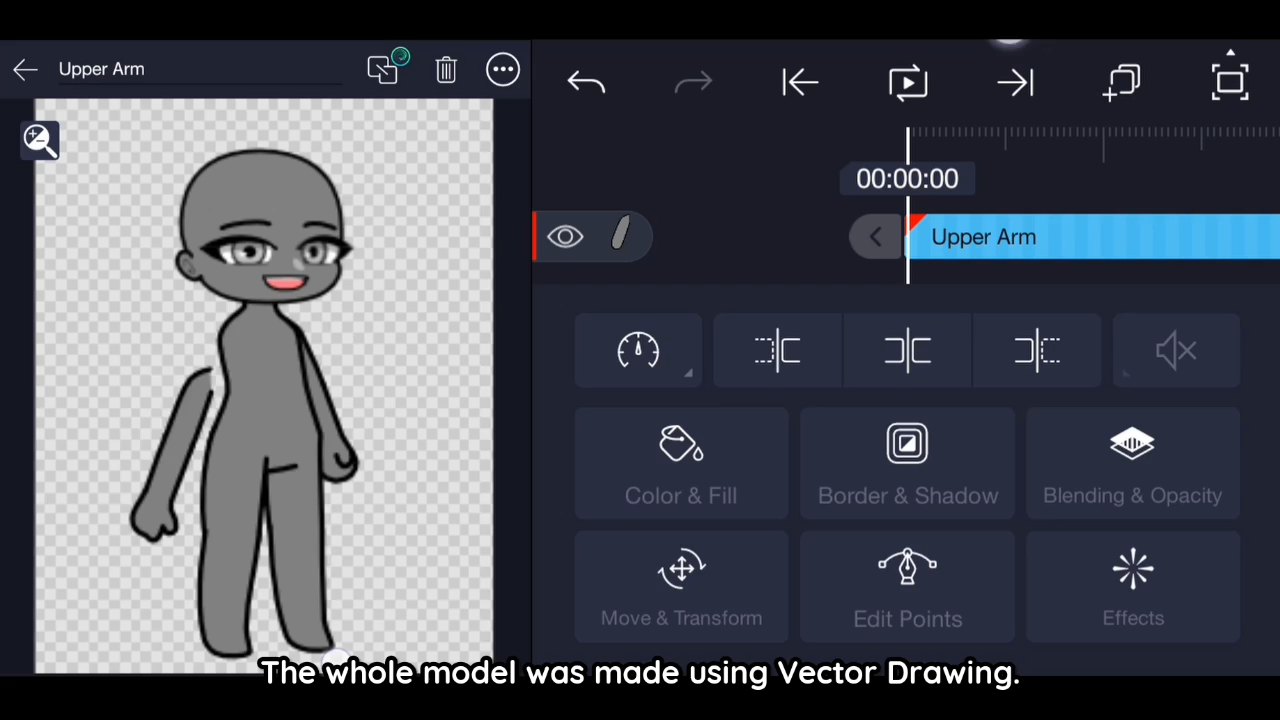 Upper Arm
00:00:00
Upper Arm
Color & Fill
Border & Shadow
Blending & Opacity
Move & Transform
Edit Points
Effects
The whole model was made using Vector Drawing.